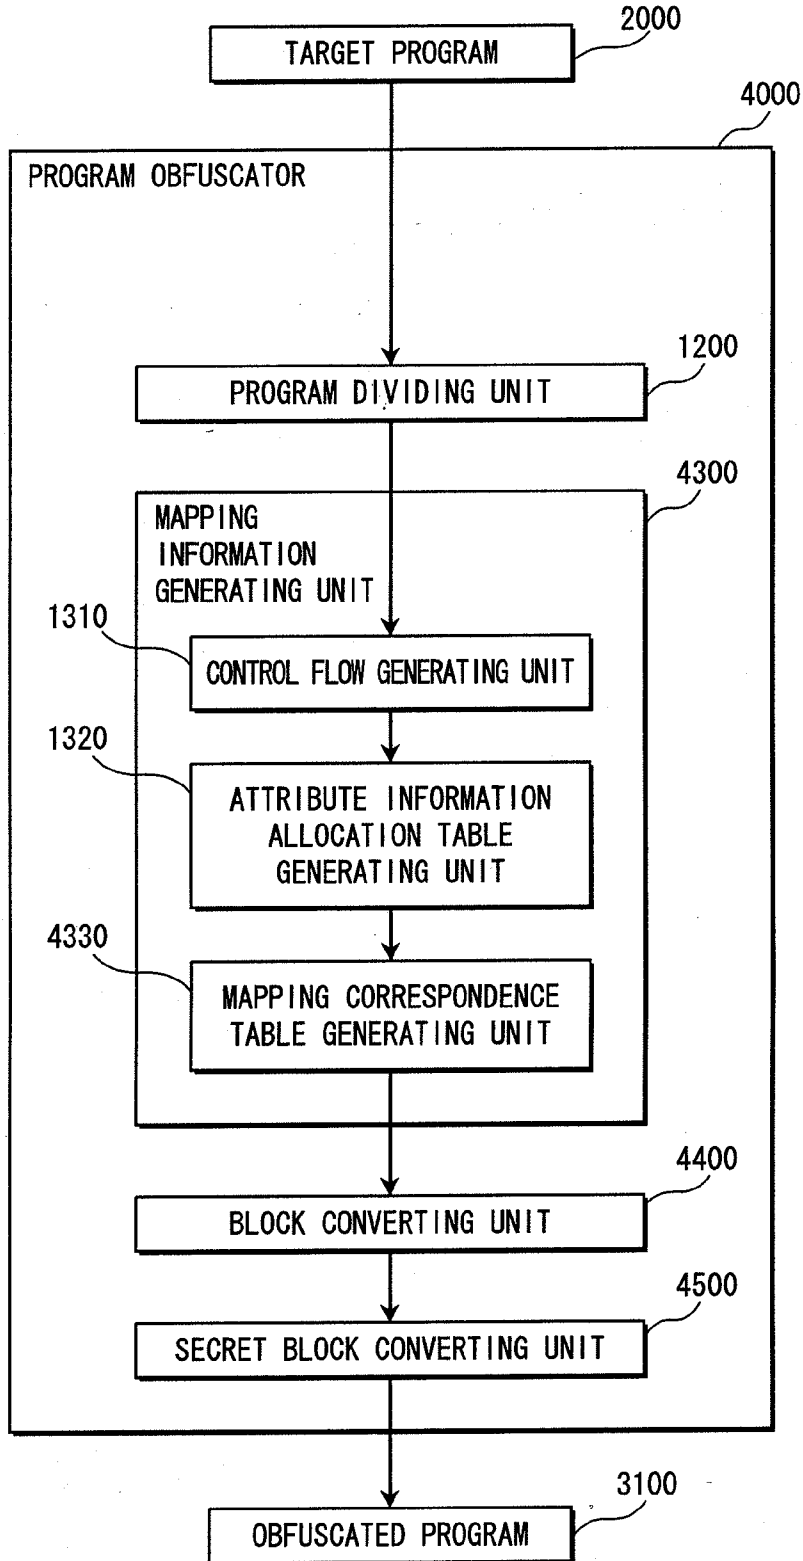 2000
TARGET PROGRAM
4000
PROGRAM OBFUSCATOR
1200
PROGRAM DIVIDING UNIT
4300
MAPPING
INFORMATION
GENERATING UNIT
1310
CONTROL FLOW GENERATING UNIT
1320
ATTRIBUTE INFORMATION
ALLOCATION TABLE
GENERATING UNIT
4330
MAPPING CORRESPONDENCE
TABLE GENERATING UNIT
4400
BLOCK CONVERTING UNIT
4500
SECRET BLOCK CONVERTING UNIT
3100
OBFUSCATED PROGRAM